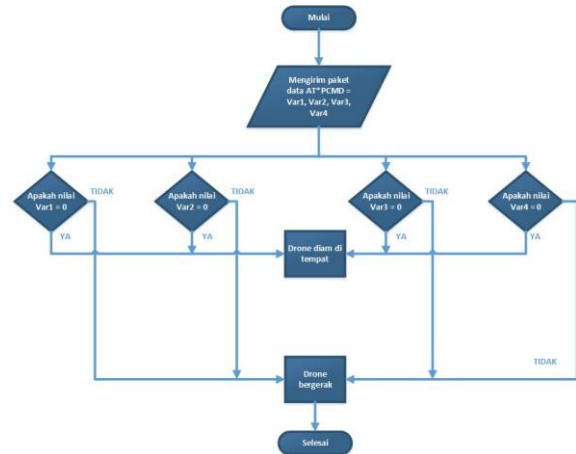 Mulai
Mengirim paket
data AT*PCMD =
Var1, Var2, Var3,
Var4
Apakah nilai
Var1 = 0
TIDAK
Apakah nilai
Var2 = 0
TIDAK
Apakah nilai
Var3 = 0
TIDAK
Apakah nilai
Var4 = 0
YA
YA
YA
YA
Drone diam di
tempat
TIDAK
Drone
bergerak
Selesai